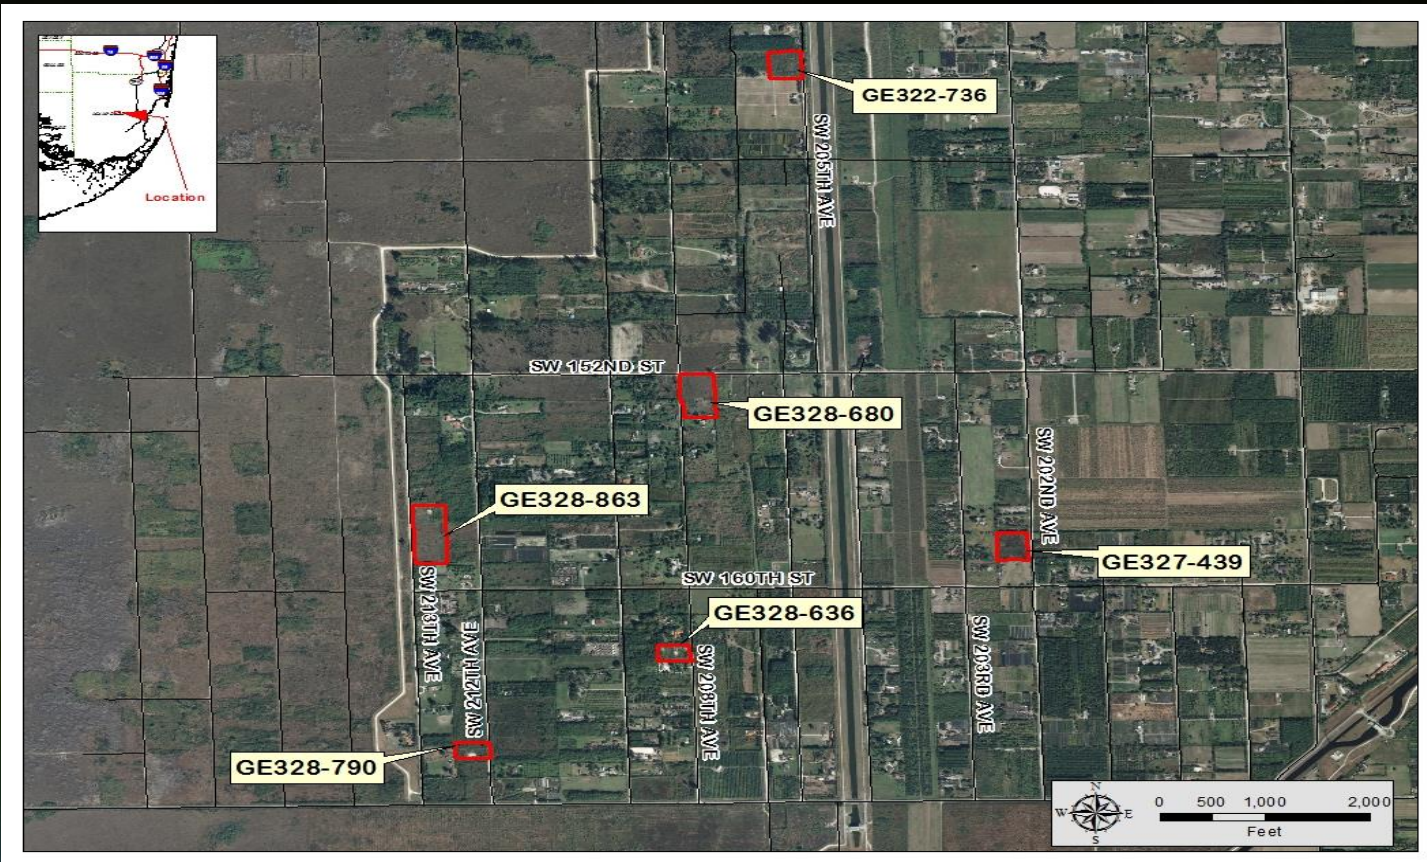 Location
GE322-736
SW 205TH AVE
SW 152ND ST
GE328-680
SW 202ND AVE
GE328-863
GE327-439
SW 160TH ST
SW 213TH AVE
GE328-636
SW 212TH AVE
SW 208TH AVE
SW 203RD AVE
GE328-790
N
W E
S
0 500 1,000 2,000
Feet